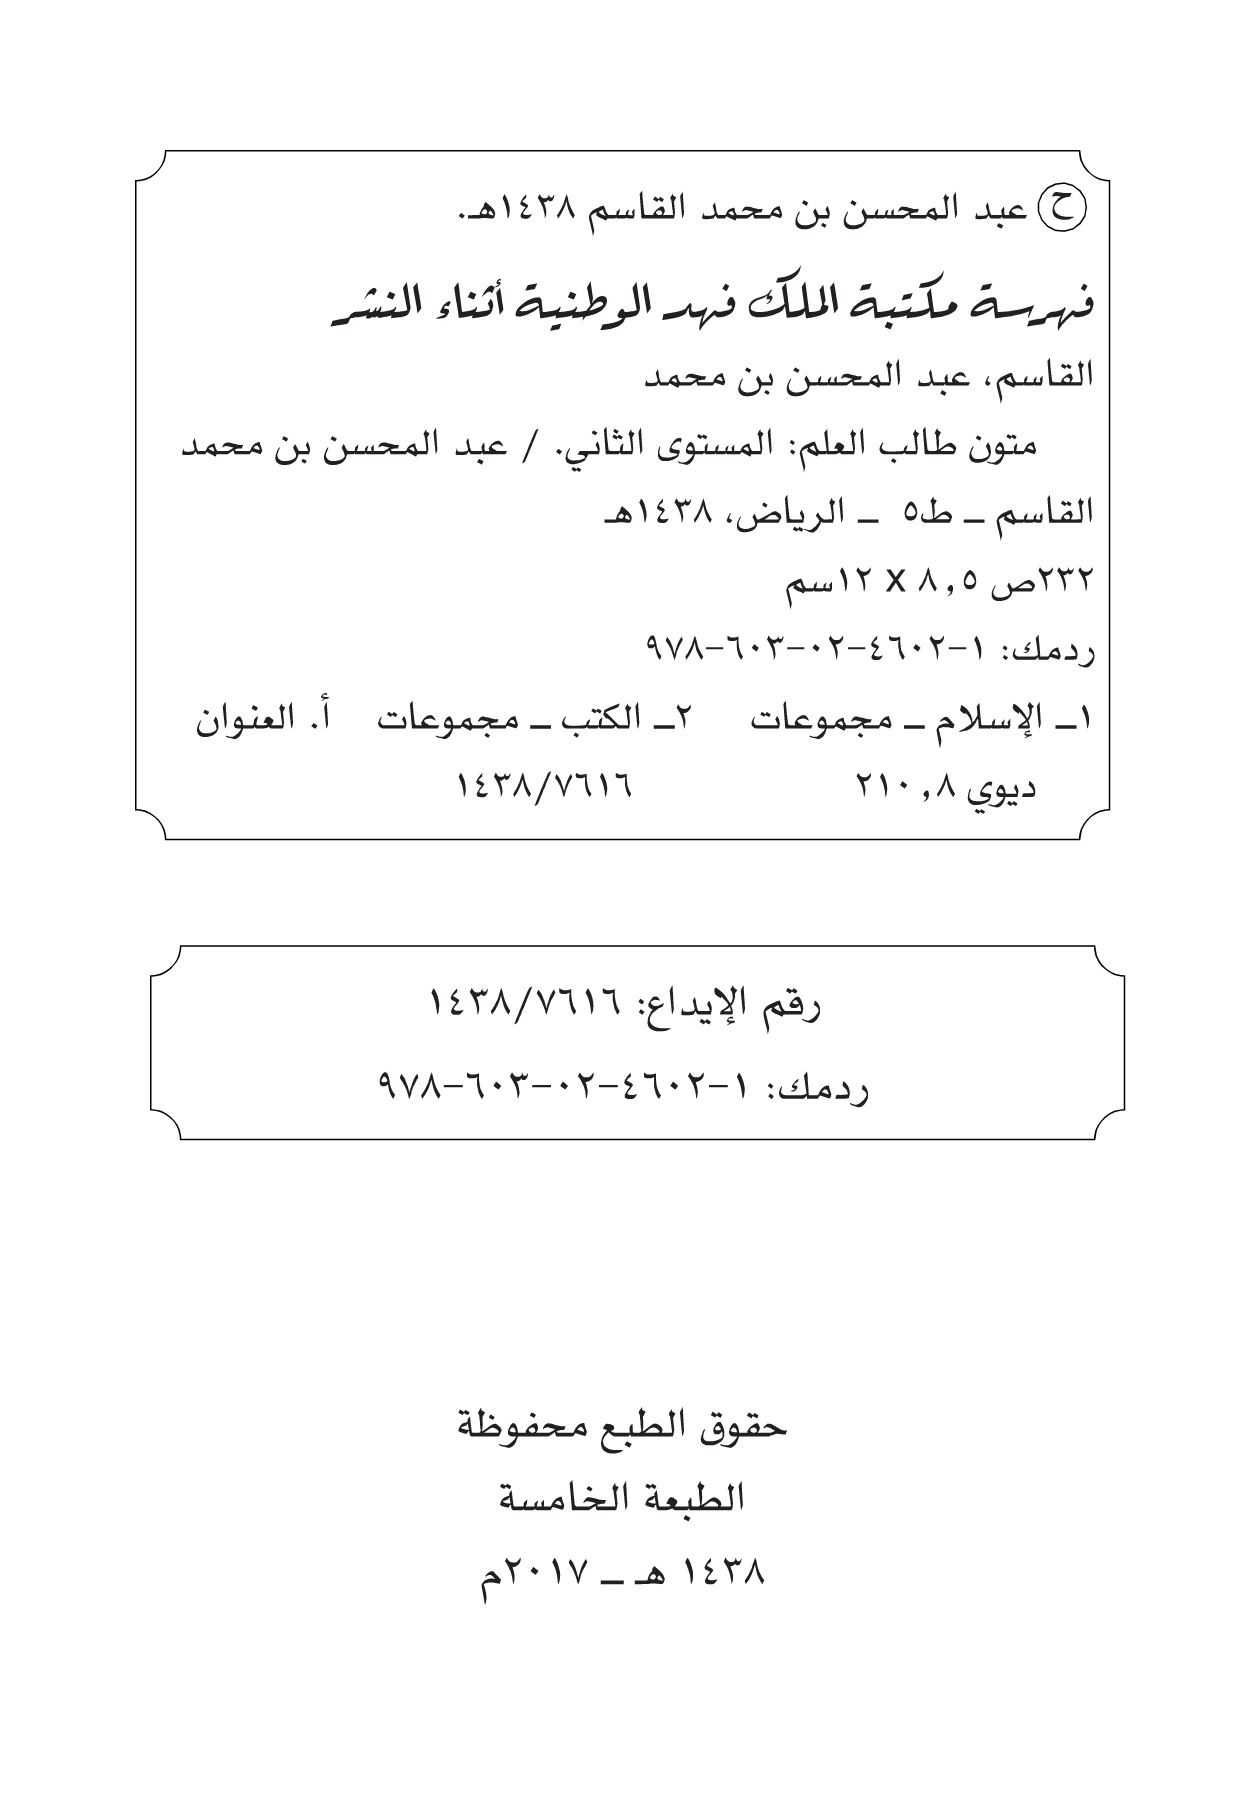 ح عبد المحسن بن محمد القاسم ١٤٣٨هـ.
فهرسة مكتبة الملك فهد الوطنية أثناء النشر
القاسم، عبد المحسن بن محمد
متون طالب العلم: المستوى الثاني. / عبد المحسن بن محمد
القاسم ـ ط٥ ـ الرياض، ١٤٣٨هـ
٢٣٢ص ٨,٥ X ١٢سم
ردمك: ١-٤٦٠٢-٠٢-٦٠٣-٩٧٨
١ـ الإسلام ـ مجموعات ٢ـ الكتب ـ مجموعات أ. العنوان
ديوي ٢١٠,٨ ١٤٣٨/٧٦١٦
رقم الإيداع: ١٤٣٨/٧٦١٦
ردمك: ١-٤٦٠٢-٠٢-٦٠٣-٩٧٨
حقوق الطبع محفوظة
الطبعة الخامسة
١٤٣٨ هـ ـ ٢٠١٧م